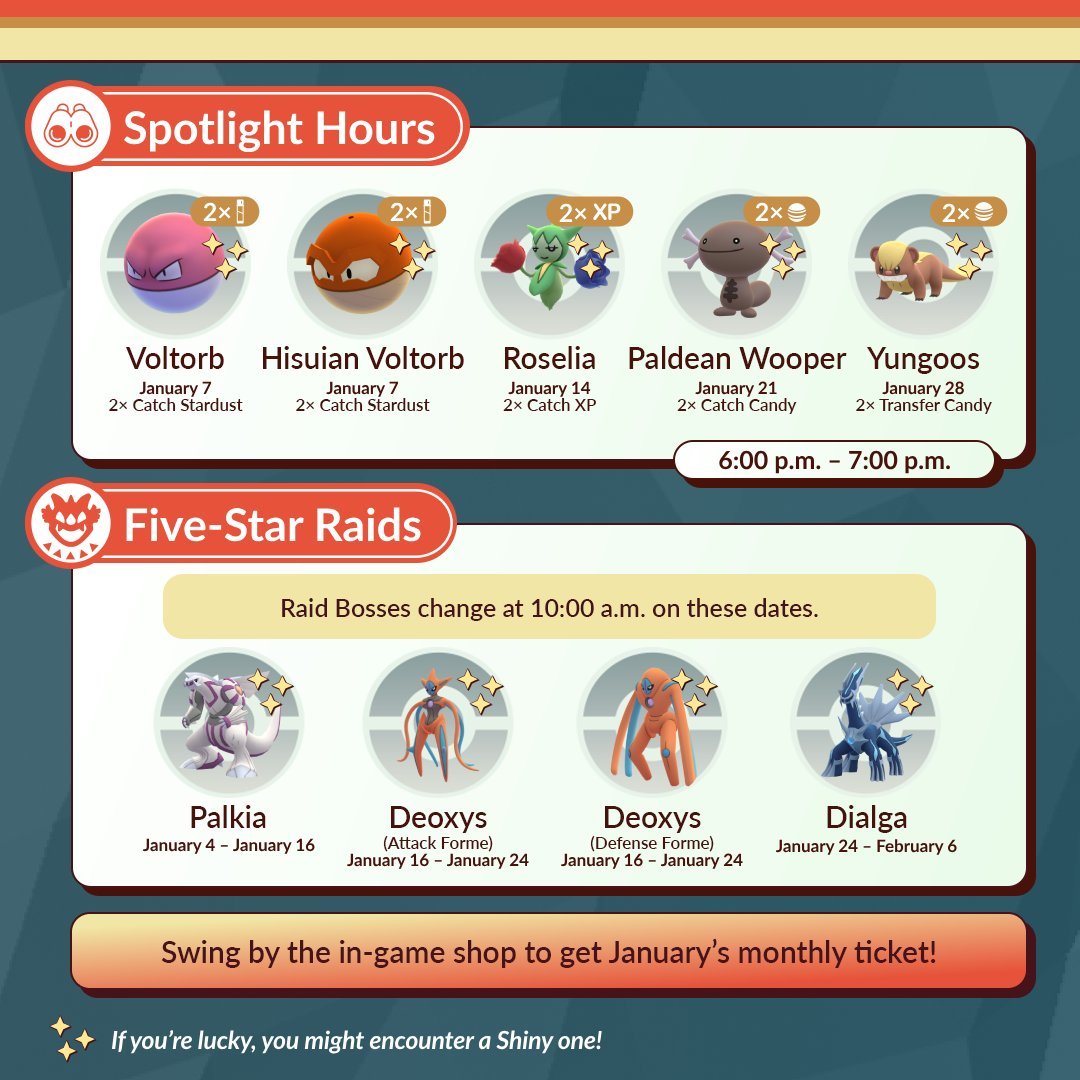 Spotlight Hours
2×
2×
2× XP
2×
2×
Voltorb
January 7
2× Catch Stardust
Hisuian Voltorb
January 7
2× Catch Stardust
Roselia
January 14
2× Catch XP
Paldean Wooper
January 21
2× Catch Candy
Yungoos
January 28
2× Transfer Candy
6:00 p.m. – 7:00 p.m.
Five-Star Raids
Raid Bosses change at 10:00 a.m. on these dates.
Palkia
January 4 – January 16
Deoxys
(Attack Forme)
January 16 – January 24
Deoxys
(Defense Forme)
January 16 – January 24
Dialga
January 24 – February 6
Swing by the in-game shop to get January’s monthly ticket!
If you’re lucky, you might encounter a Shiny one!